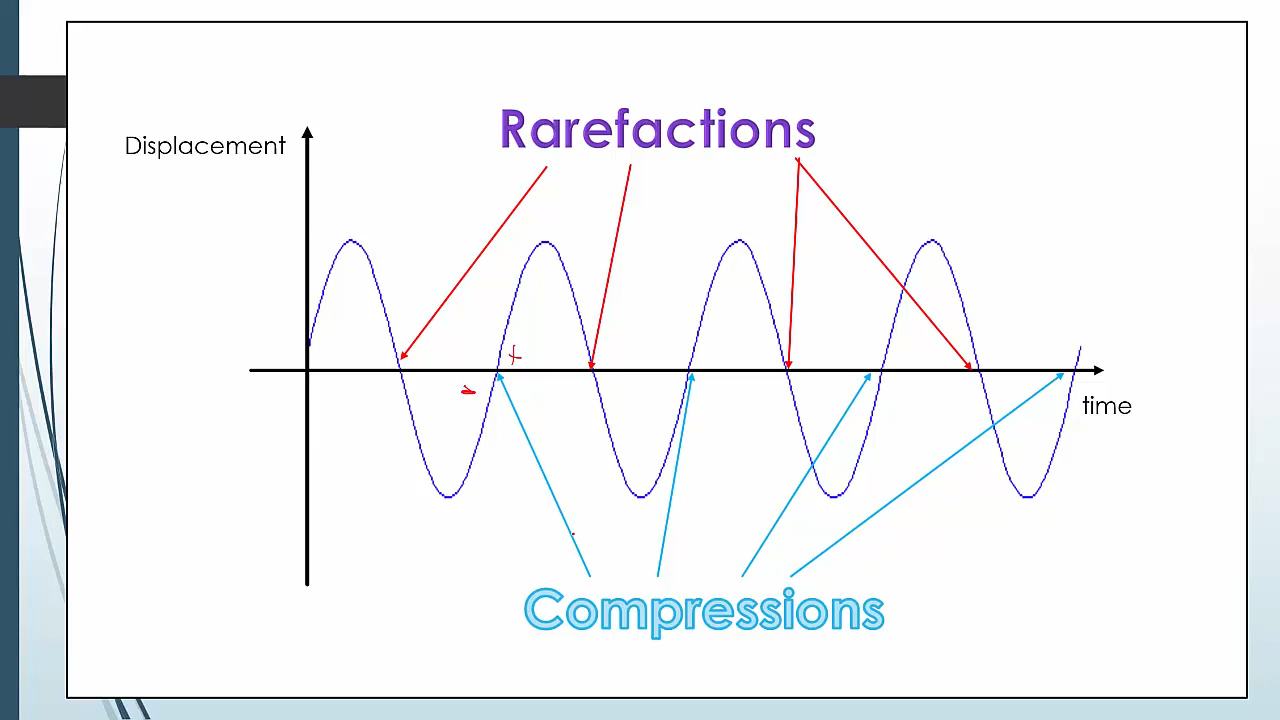 Rarefactions
Displacement
time
Compressions